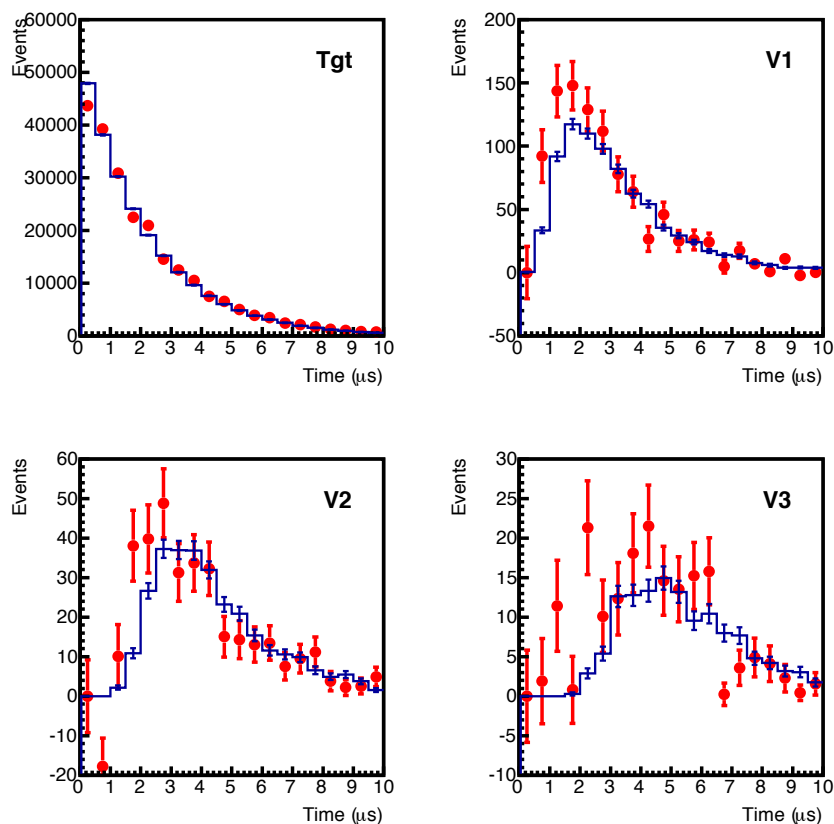 Events
60000
50000
40000
30000
20000
10000
0
Tgt
0 1 2 3 4 5 6 7 8 9 10
Time (μs)
Events
200
150
100
50
0
-50
V1
0 1 2 3 4 5 6 7 8 9 10
Time (μs)
Events
60
50
40
30
20
10
0
-10
-20
V2
0 1 2 3 4 5 6 7 8 9 10
Time (μs)
Events
30
25
20
15
10
5
0
-5
-10
V3
0 1 2 3 4 5 6 7 8 9 10
Time (μs)